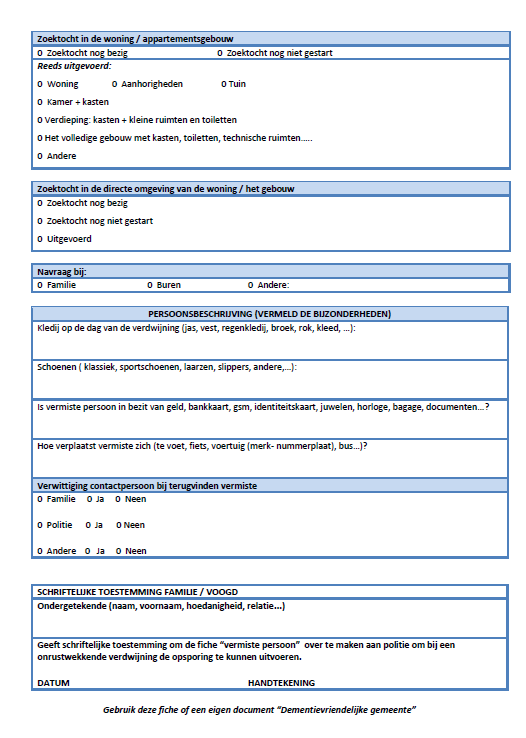 Zoektocht in de woning / appartementsgebouw
0 Zoektocht nog bezig 0 Zoektocht nog niet gestart
Reeds uitgevoerd:
0 Woning 0 Aanhorigheden 0 Tuin
0 Kamer + kasten
0 Verdieping: kasten + kleine ruimten en toiletten
0 Het volledige gebouw met kasten, toiletten, technische ruimten.....
0 Andere
Zoektocht in de directe omgeving van de woning / het gebouw
0 Zoektocht nog bezig
0 Zoektocht nog niet gestart
0 Uitgevoerd
Navraag bij:
0 Familie 0 Buren 0 Andere:
PERSOONSBESCHRIJVING (VERMELD DE BIJZONDERHEDEN)
Kledij op de dag van de verdwijning (jas, vest, regenkledij, broek, rok, kleed, ...):
Schoenen ( klassiek, sportschoenen, laarzen, slippers, andere,...):
Is vermiste persoon in bezit van geld, bankkaart, gsm, identiteitskaart, juwelen, horloge, bagage, documenten...?
Hoe verplaatst vermiste zich (te voet, fiets, voertuig (merk- nummerplaat), bus...)?
Verwittiging contactpersoon bij terugvinden vermiste
0 Familie 0 Ja 0 Neen
0 Politie 0 Ja 0 Neen
0 Andere 0 Ja 0 Neen
SCHRIFTELIJKE TOESTEMMING FAMILIE / VOOGD
Ondergetekende (naam, voornaam, hoedanigheid, relatie...)
Geeft schriftelijke toestemming om de fiche "vermiste persoon" over te maken aan politie om bij een
onrustwekkende verdwijning de opsporing te kunnen uitvoeren.
DATUM HANDTEKENING
Gebruik deze fiche of een eigen document "Dementievriendelijke gemeente"